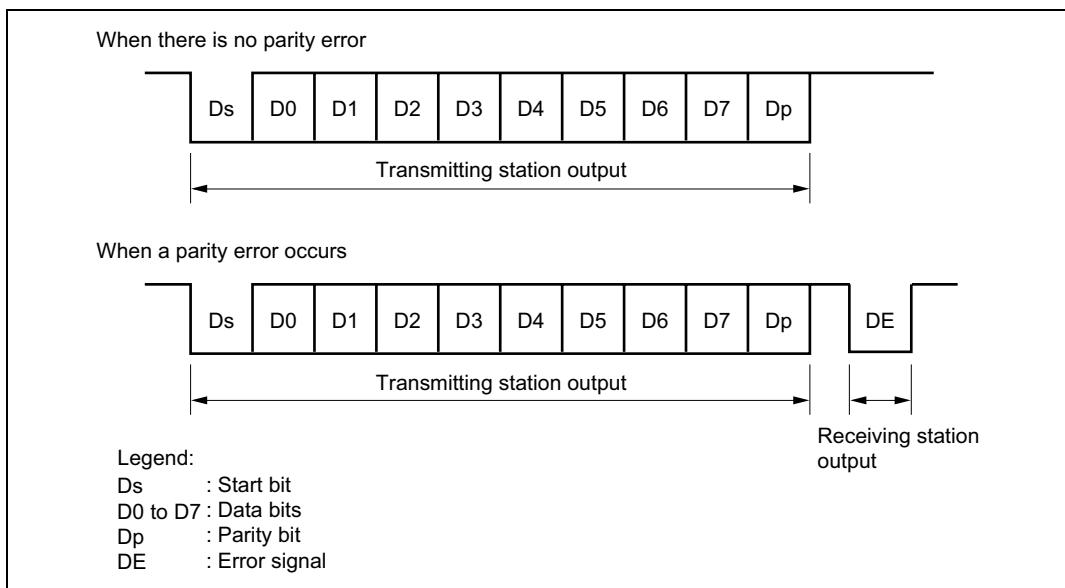 When there is no parity error
Ds D0 D1 D2 D3 D4 D5 D6 D7 Dp
Transmitting station output
When a parity error occurs
Ds D0 D1 D2 D3 D4 D5 D6 D7 Dp DE
Transmitting station output
Receiving station
output
Legend:
Ds : Start bit
D0 to D7 : Data bits
Dp : Parity bit
DE : Error signal